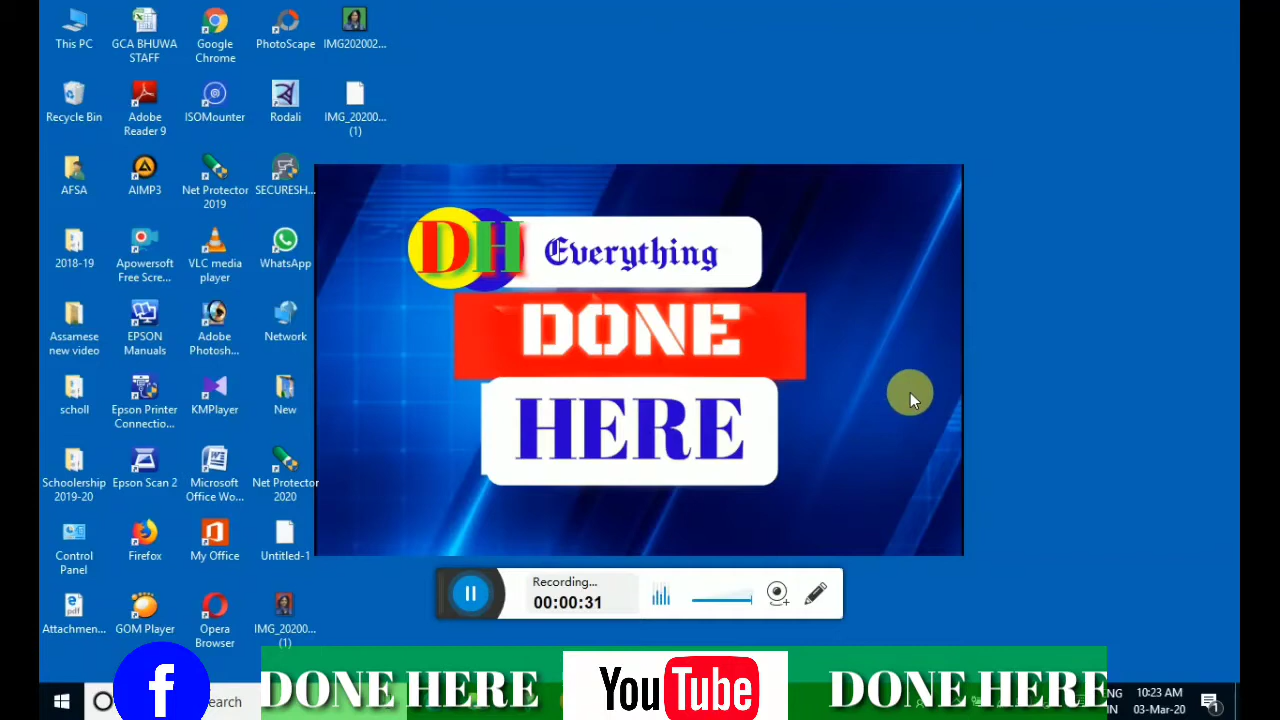 This PC
GCA BHUWA
STAFF
Google
Chrome
PhotoScape
IMG202002...
Recycle Bin
Adobe
Reader 9
ISOMounter
Rodali
IMG_20200...
(1)
AFSA
AIMP3
Net Protector
2019
SECURESH...
2018-19
Apowersoft
Free Scre...
VLC media
player
WhatsApp
Assamese
new video
EPSON
Manuals
Adobe
Photosh...
Network
scholl
Epson Printer
Connectio...
KMPlayer
New
Schoolership
2019-20
Epson Scan 2
Microsoft
Office Wo...
Net Protector
2020
Control
Panel
Firefox
My Office
Untitled-1
Attachmen...
GOM Player
Opera
Browser
IMG_20200...
(1)
DH Everything
DONE
HERE
Recording...
00:00:31
f
earch
DONE HERE
YouTube
DONE HERE
NG
IN
10:23 AM
03-Mar-20
1